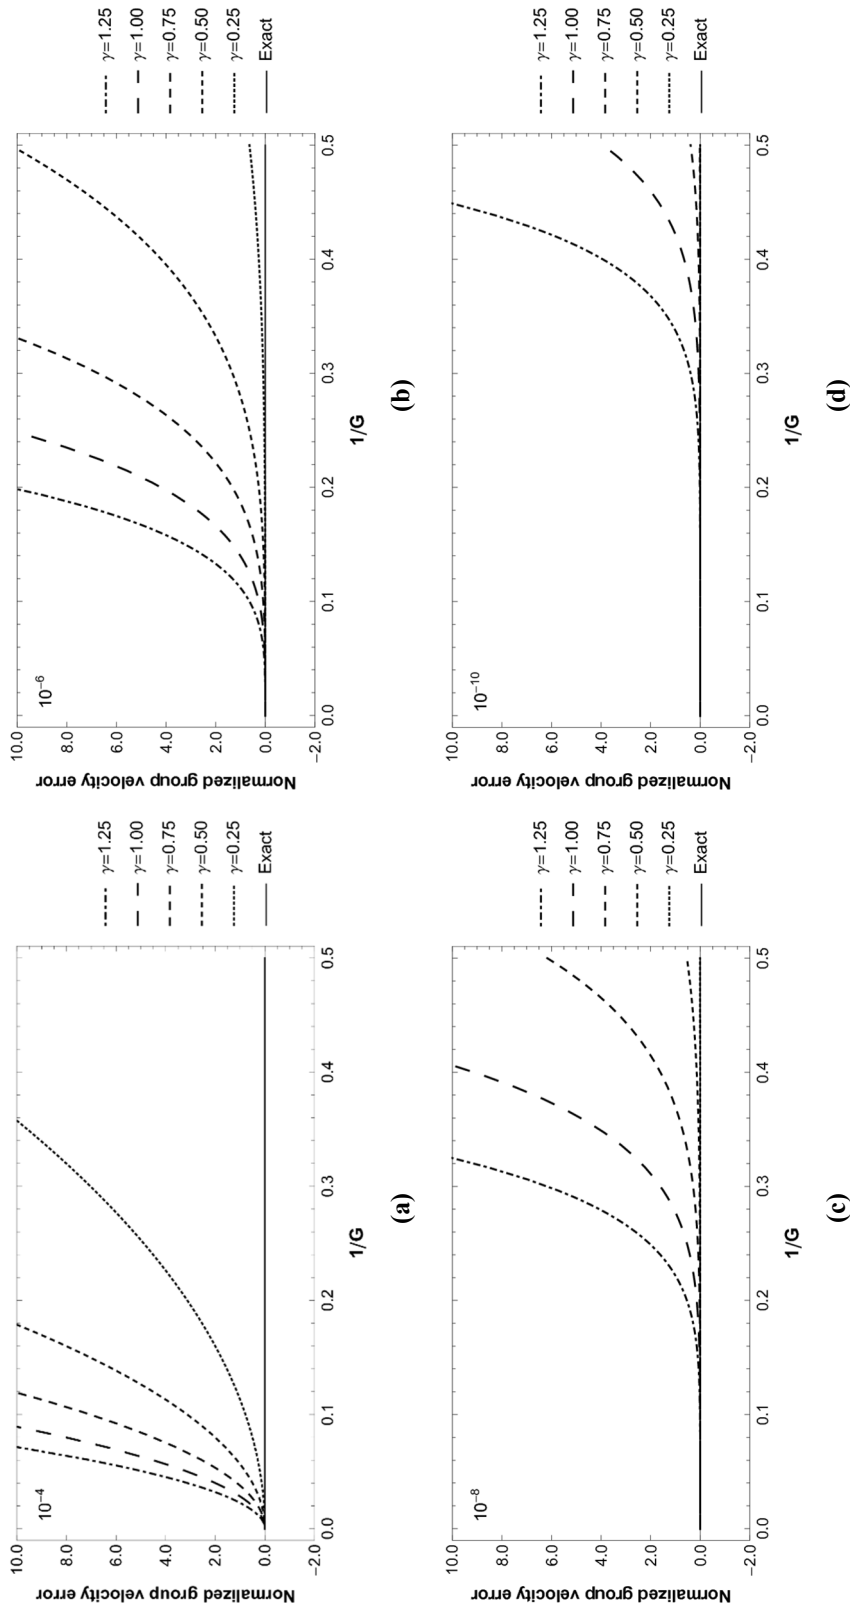 10⁻⁴
Normalized group velocity error
10.0
8.0
6.0
4.0
2.0
0.0
−2.0
0.0 0.1 0.2 0.3 0.4 0.5
1/G
γ=1.25
γ=1.00
γ=0.75
γ=0.50
γ=0.25
Exact
(a)
10⁻⁶
Normalized group velocity error
10.0
8.0
6.0
4.0
2.0
0.0
−2.0
0.0 0.1 0.2 0.3 0.4 0.5
1/G
γ=1.25
γ=1.00
γ=0.75
γ=0.50
γ=0.25
Exact
(b)
10⁻⁸
Normalized group velocity error
10.0
8.0
6.0
4.0
2.0
0.0
−2.0
0.0 0.1 0.2 0.3 0.4 0.5
1/G
γ=1.25
γ=1.00
γ=0.75
γ=0.50
γ=0.25
Exact
(c)
10⁻¹⁰
Normalized group velocity error
10.0
8.0
6.0
4.0
2.0
0.0
−2.0
0.0 0.1 0.2 0.3 0.4 0.5
1/G
γ=1.25
γ=1.00
γ=0.75
γ=0.50
γ=0.25
Exact
(d)